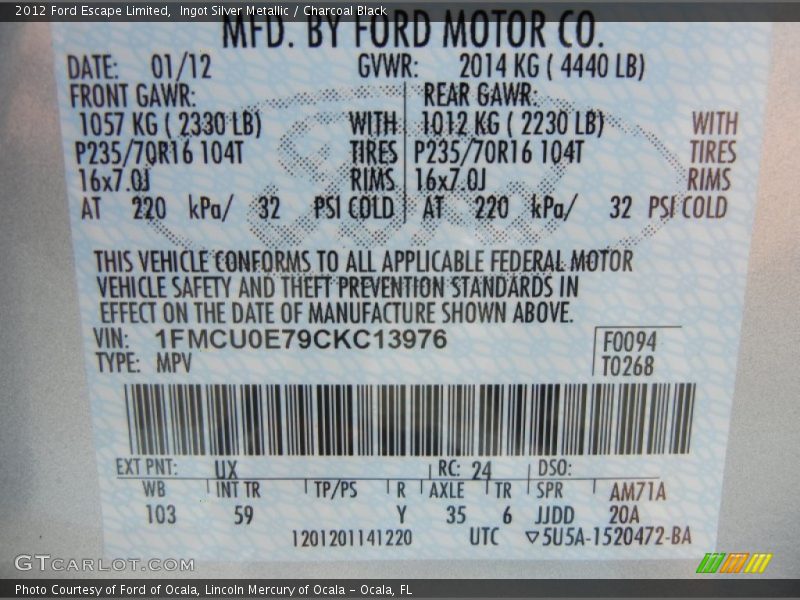 2012 Ford Escape Limited,  Ingot Silver Metallic / Charcoal Black
MFD. BY FORD MOTOR CO.
DATE: 01/12 GVWR: 2014 KG ( 4440 LB)
FRONT GAWR: REAR GAWR:
1057 KG ( 2330 LB) WITH 1012 KG ( 2230 LB) WITH
P235/70R16 104T TIRES P235/70R16 104T TIRES
16x7.0J RIMS 16x7.0J RIMS
AT 220 kPa/ 32 PSI COLD AT 220 kPa/ 32 PSI COLD
THIS VEHICLE CONFORMS TO ALL APPLICABLE FEDERAL MOTOR
VEHICLE SAFETY AND THEFT PREVENTION STANDARDS IN
EFFECT ON THE DATE OF MANUFACTURE SHOWN ABOVE.
VIN: 1FMCU0E79CKC13976 F0094
TYPE: MPV T0268
EXT PNT: UX RC: 24 DSO:
WB INT TR TP/PS R AXLE TR SPR AM71A
103 59 Y 35 6 JJDD 20A
1201201141220 UTC ▽5U5A-1520472-BA
Ford
GTCARLOT.COM
Photo Courtesy of Ford of Ocala, Lincoln Mercury of Ocala – Ocala, FL